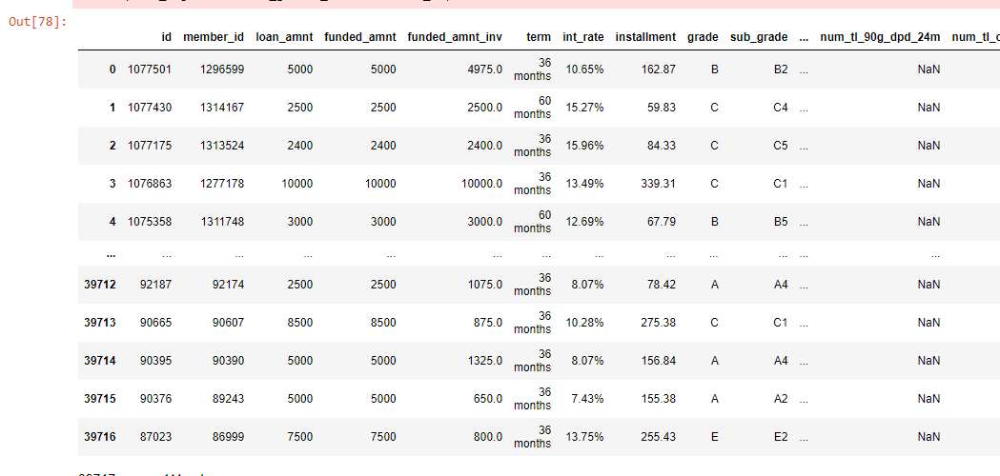 Out[78]:
id member_id loan_amnt funded_amnt funded_amnt_inv term int_rate installment grade sub_grade ... num_tl_90g_dpd_24m
0 1077501 1296599 5000 5000 4975.0 36 months 10.65% 162.87 B B2 ... NaN
1 1077430 1314167 2500 2500 2500.0 60 months 15.27% 59.83 C C4 ... NaN
2 1077175 1313524 2400 2400 2400.0 36 months 15.96% 84.33 C C5 ... NaN
3 1076863 1277178 10000 10000 10000.0 36 months 13.49% 339.31 C C1 ... NaN
4 1075358 1311748 3000 3000 3000.0 60 months 12.69% 67.79 B B5 ... NaN
... ... ... ... ... ... ... ... ... ... ... ... ...
39712 92187 92174 2500 2500 1075.0 36 months 8.07% 78.42 A A4 ... NaN
39713 90665 90607 8500 8500 875.0 36 months 10.28% 275.38 C C1 ... NaN
39714 90395 90390 5000 5000 1325.0 36 months 8.07% 156.84 A A4 ... NaN
39715 90376 89243 5000 5000 650.0 36 months 7.43% 155.38 A A2 ... NaN
39716 87023 86999 7500 7500 800.0 36 months 13.75% 255.43 E E2 ... NaN